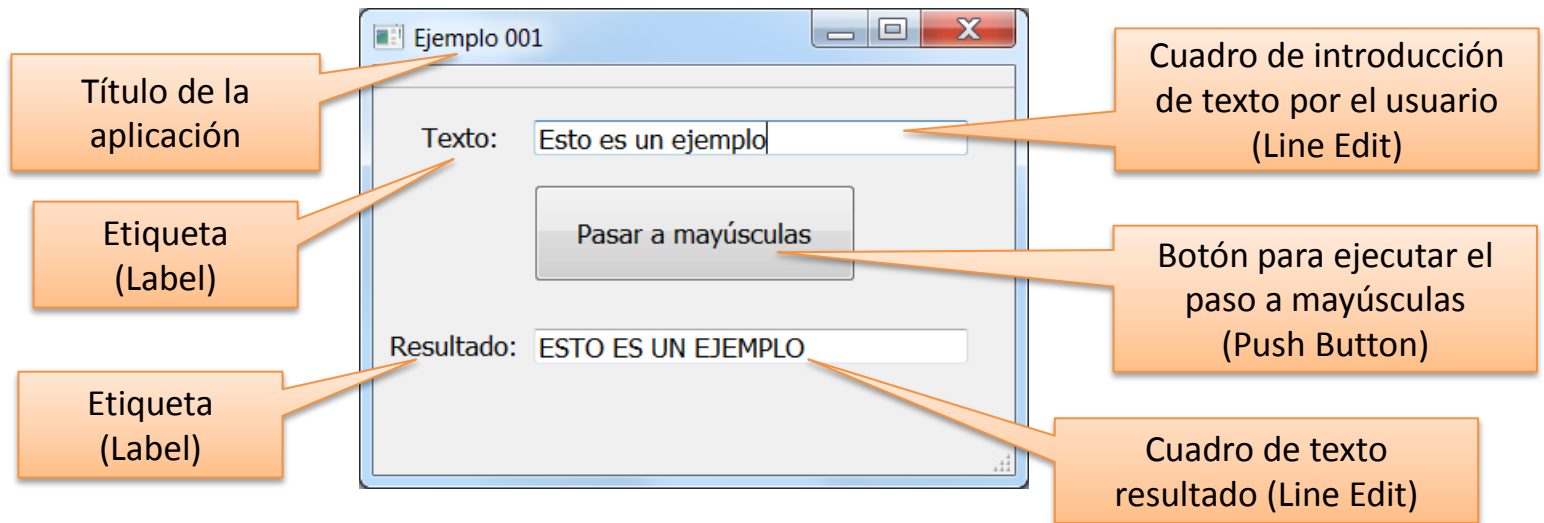 Ejemplo 001
Título de la
aplicación
Cuadro de introducción
de texto por el usuario
(Line Edit)
Texto:
Esto es un ejemplo
Etiqueta
(Label)
Pasar a mayúsculas
Botón para ejecutar el
paso a mayúsculas
(Push Button)
Resultado:
ESTO ES UN EJEMPLO
Etiqueta
(Label)
Cuadro de texto
resultado (Line Edit)